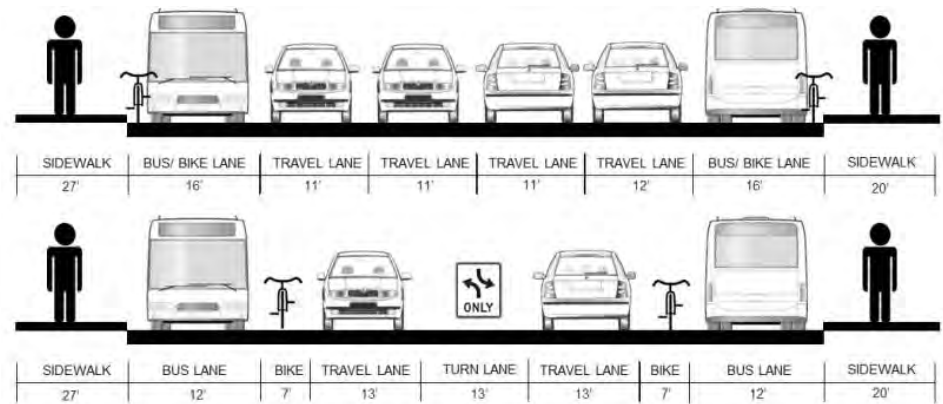 SIDEWALK BUS/ BIKE LANE TRAVEL LANE TRAVEL LANE TRAVEL LANE TRAVEL LANE BUS/ BIKE LANE SIDEWALK
27' 16' 11' 11' 11' 12' 16' 20'
ONLY
SIDEWALK BUS LANE BIKE TRAVEL LANE TURN LANE TRAVEL LANE BIKE BUS LANE SIDEWALK
27' 12' 7' 13' 13' 13' 7' 12' 20'